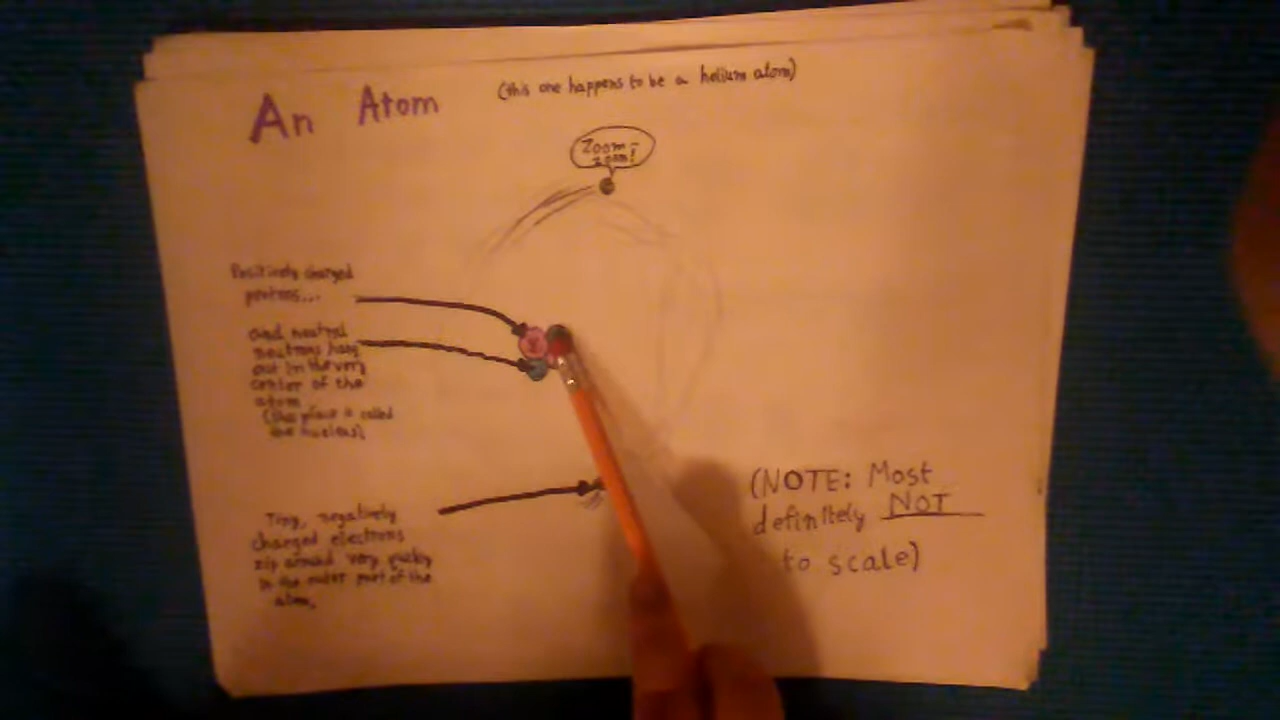 An Atom (this one happens to be a helium atom)
Zoom-
zoom!
Positively charged
protons...
and neutral
neutrons hang
out in the very
center of the
atom
(this place is called
the nucleus)
Tiny, negatively
charged electrons
zip around very quickly
in the outer part of the
atom.
(NOTE: Most
definitely NOT
to scale)